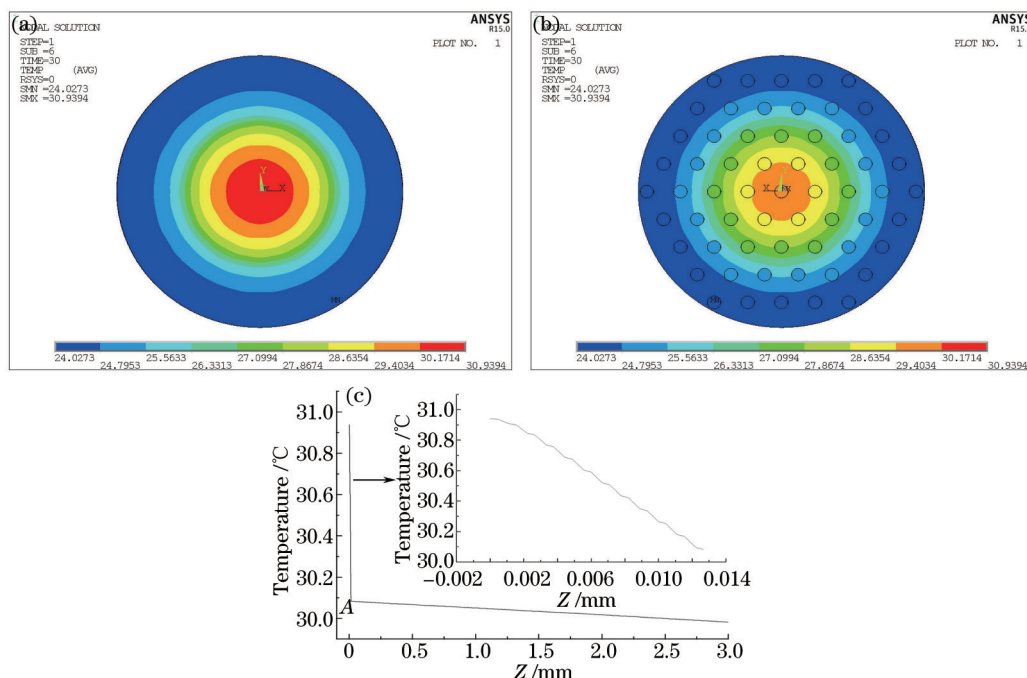 (a)
NODAL SOLUTION
STEP=1
SUB =6
TIME=30
TEMP (AVG)
RSYS=0
SMN =24.0273
SMX =30.9394
ANSYS
R15.0
PLOT NO. 1
Y
X
MX
MN
24.0273 25.5633 27.0994 28.6354 30.1714
24.7953 26.3313 27.8674 29.4034 30.9394
(b)
NODAL SOLUTION
STEP=1
SUB =6
TIME=30
TEMP (AVG)
RSYS=0
SMN =24.0273
SMX =30.9394
ANSYS
R15.0
PLOT NO. 1
Y
X
MX
MN
24.0273 25.5633 27.0994 28.6354 30.1714
24.7953 26.3313 27.8674 29.4034 30.9394
(c)
Temperature /℃
31.0
30.8
30.6
30.4
30.2
30.0
A
0 0.5 1.0 1.5 2.0 2.5 3.0
Z /mm
Temperature /℃
31.0
30.8
30.6
30.4
30.2
30.0
−0.002 0.002 0.006 0.010 0.014
Z /mm